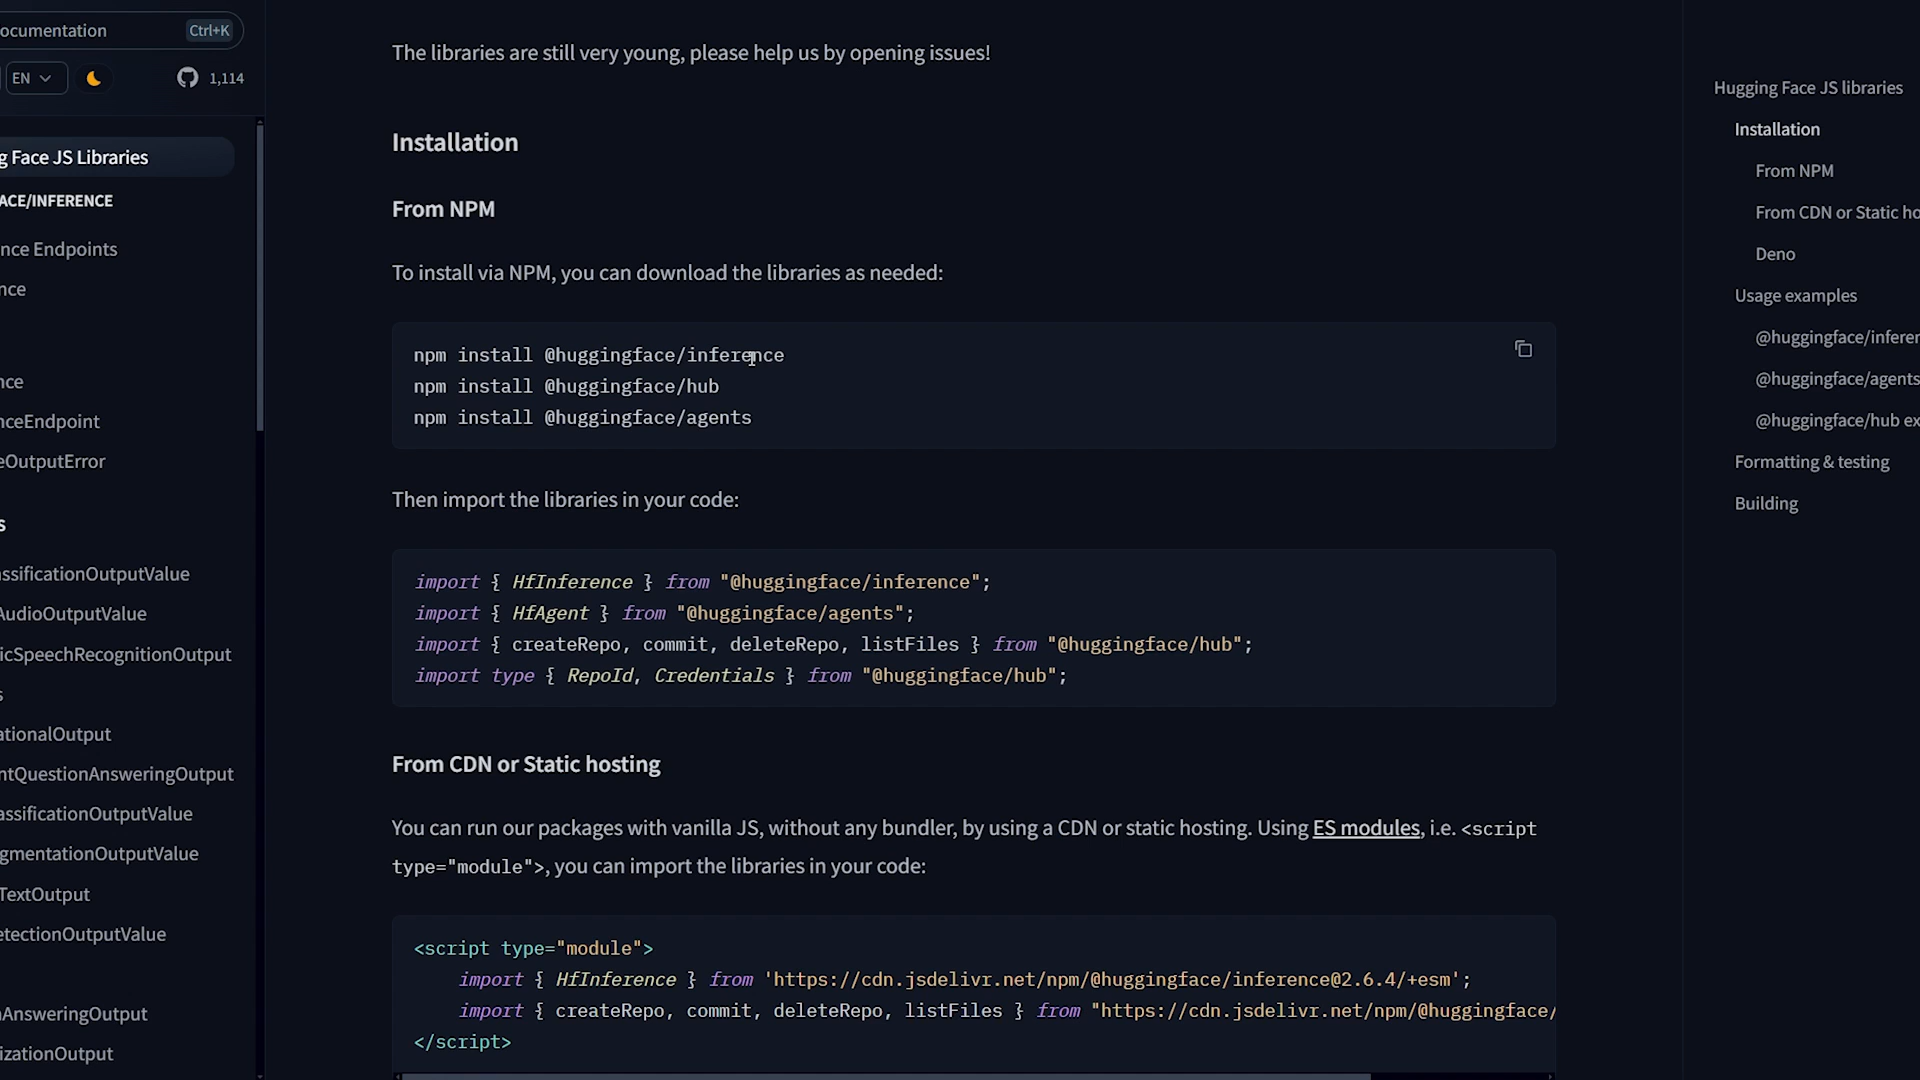 ocumentation
Ctrl+K
EN
1,114
g Face JS Libraries
ACE/INFERENCE
nce Endpoints
nce
nce
nceEndpoint
eOutputError
s
assificationOutputValue
AudioOutputValue
icSpeechRecognitionOutput
s
ationalOutput
ntQuestionAnsweringOutput
assificationOutputValue
gmentationOutputValue
TextOutput
etectionOutputValue
nAnsweringOutput
izationOutput
The libraries are still very young, please help us by opening issues!
Installation
From NPM
To install via NPM, you can download the libraries as needed:
npm install @huggingface/inference
npm install @huggingface/hub
npm install @huggingface/agents
Then import the libraries in your code:
import { HfInference } from "@huggingface/inference";
import { HfAgent } from "@huggingface/agents";
import { createRepo, commit, deleteRepo, listFiles } from "@huggingface/hub";
import type { RepoId, Credentials } from "@huggingface/hub";
From CDN or Static hosting
You can run our packages with vanilla JS, without any bundler, by using a CDN or static hosting. Using ES modules, i.e. <script
type="module">, you can import the libraries in your code:
<script type="module">
import { HfInference } from 'https://cdn.jsdelivr.net/npm/@huggingface/inference@2.6.4/+esm';
import { createRepo, commit, deleteRepo, listFiles } from "https://cdn.jsdelivr.net/npm/@huggingface/
</script>
Hugging Face JS libraries
Installation
From NPM
From CDN or Static ho
Deno
Usage examples
@huggingface/inferen
@huggingface/agents
@huggingface/hub ex
Formatting & testing
Building